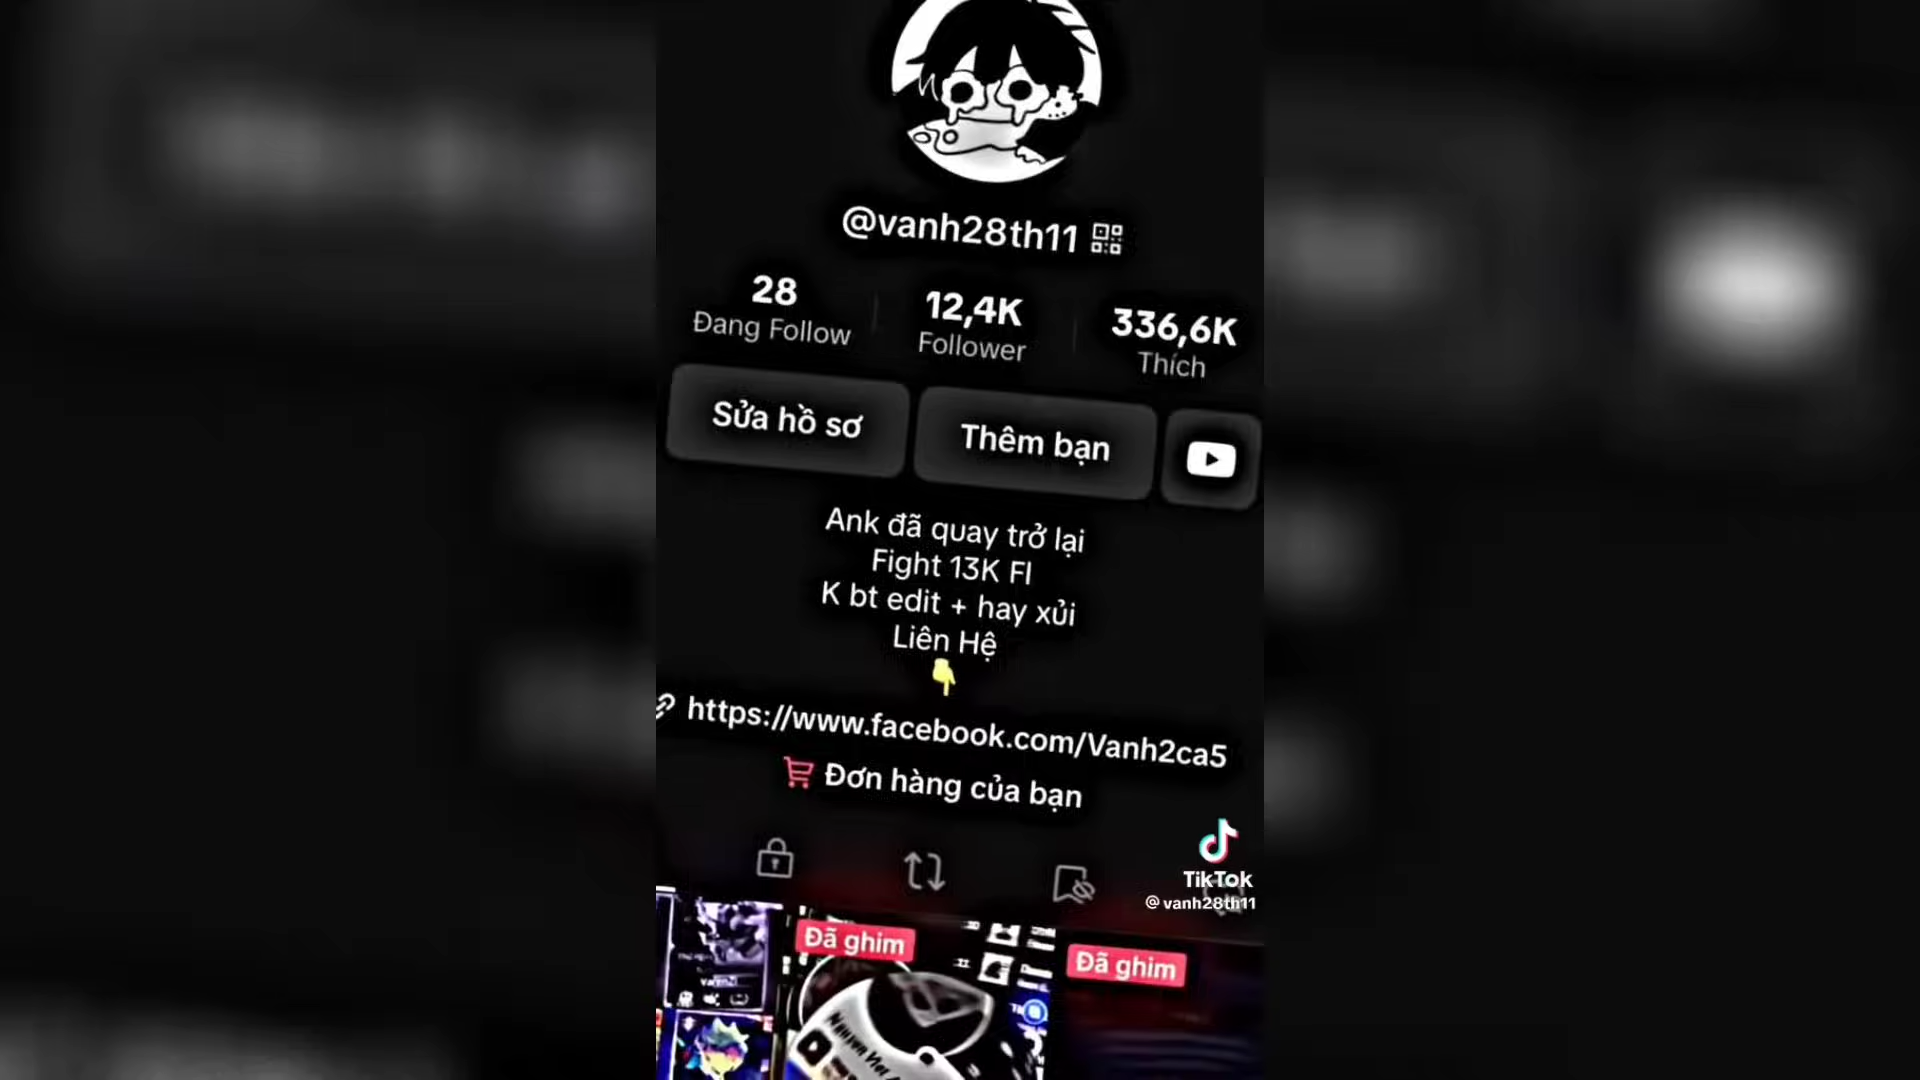 @vanh28th11
28
Đang Follow
12,4K
Follower
336,6K
Thích
Sửa hồ sơ
Thêm bạn
Ank đã quay trở lại
Fight 13K Fl
K bt edit + hay xủi
Liên Hệ
https://www.facebook.com/Vanh2ca5
Đơn hàng của bạn
TikTok
@vanh28th11
Đã ghim
Đã ghim